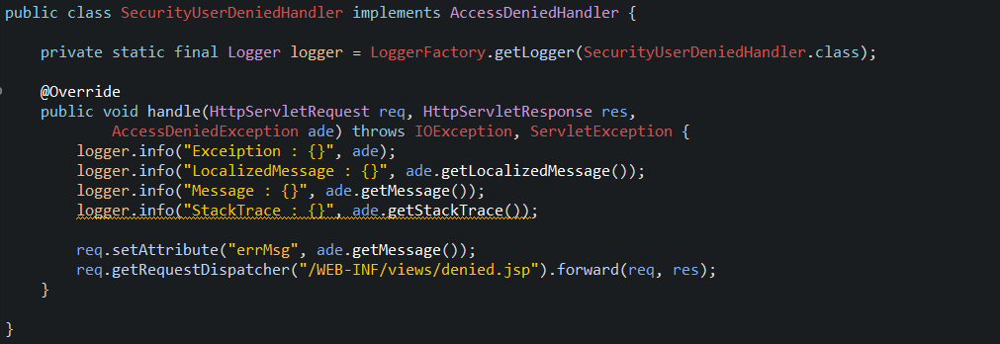 public class SecurityUserDeniedHandler implements AccessDeniedHandler {
private static final Logger logger = LoggerFactory.getLogger(SecurityUserDeniedHandler.class);
@Override
public void handle(HttpServletRequest req, HttpServletResponse res,
AccessDeniedException ade) throws IOException, ServletException {
logger.info("Exceiption : {}", ade);
logger.info("LocalizedMessage : {}", ade.getLocalizedMessage());
logger.info("Message : {}", ade.getMessage());
logger.info("StackTrace : {}", ade.getStackTrace());
req.setAttribute("errMsg", ade.getMessage());
req.getRequestDispatcher("/WEB-INF/views/denied.jsp").forward(req, res);
}
}